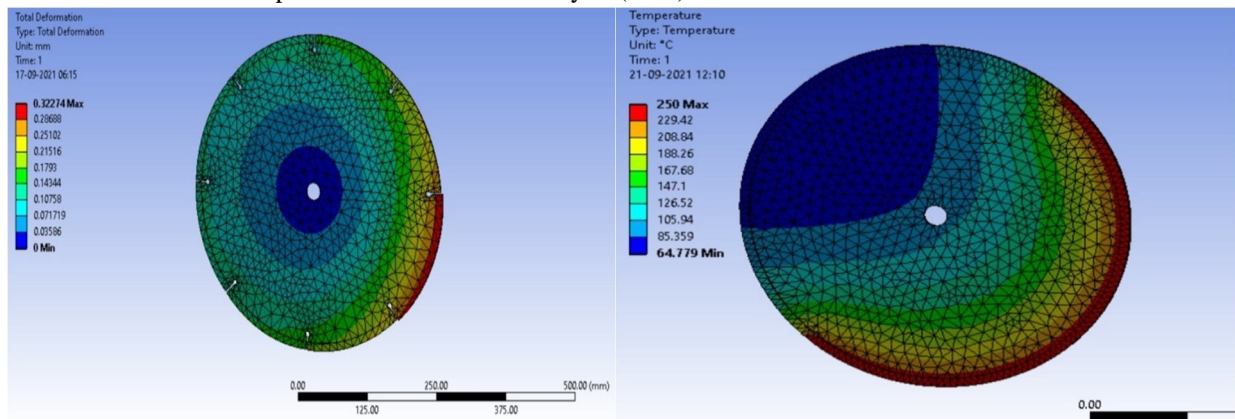 Total Deformation
Type: Total Deformation
Unit: mm
Time: 1
17-09-2021 06:15
0.32274 Max
0.28688
0.25102
0.21516
0.1793
0.14344
0.10758
0.071719
0.03586
0 Min
0.00
250.00
500.00 (mm)
125.00
375.00
Temperature
Type: Temperature
Unit: °C
Time: 1
21-09-2021 12:10
250 Max
229.42
208.84
188.26
167.68
147.1
126.52
105.94
85.359
64.779 Min
0.00